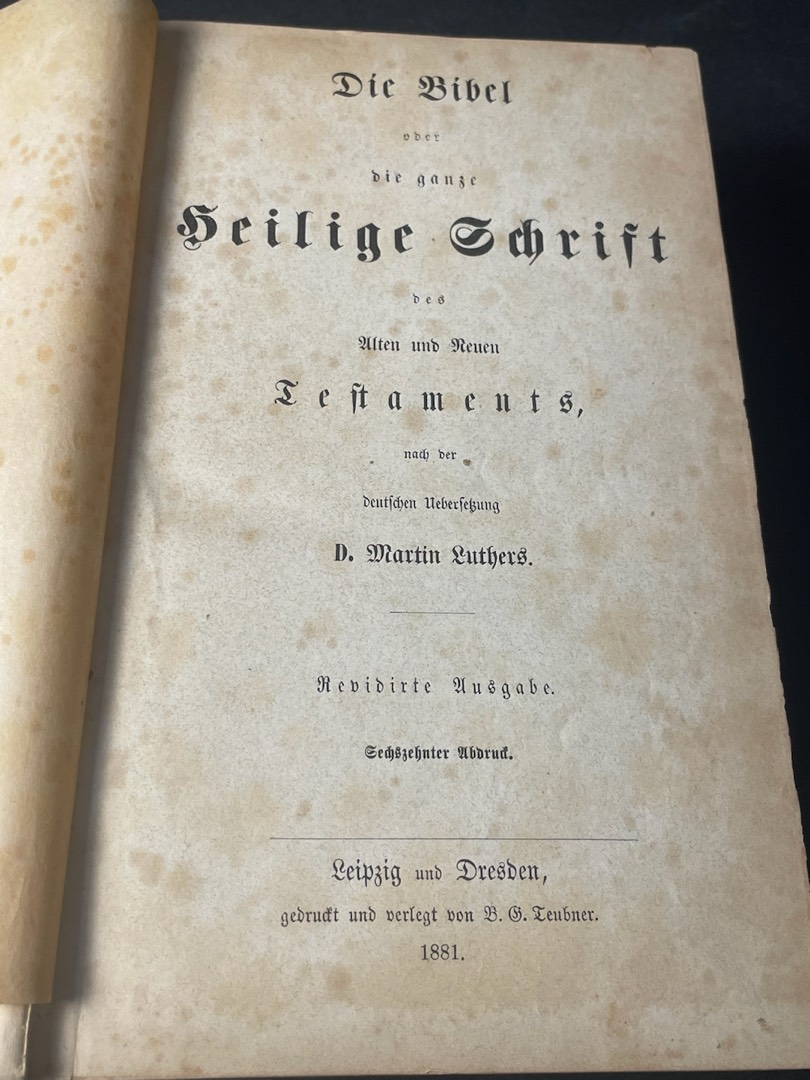 Die Bibel
oder
die ganze
Heilige Schrift
des
Alten und Neuen
Testaments,
nach der
deutschen Uebersetzung
D. Martin Luthers.
Revidirte Ausgabe.
Sechszehnter Abdruck.
Leipzig und Dresden,
gedruckt und verlegt von B. G. Teubner.
1881.